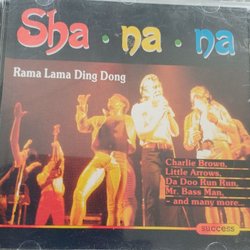 Sha • na • na
Rama Lama Ding Dong
Charlie Brown,
Little Arrows,
Da Doo Run Run,
Mr. Bass Man,
- and many more...
success